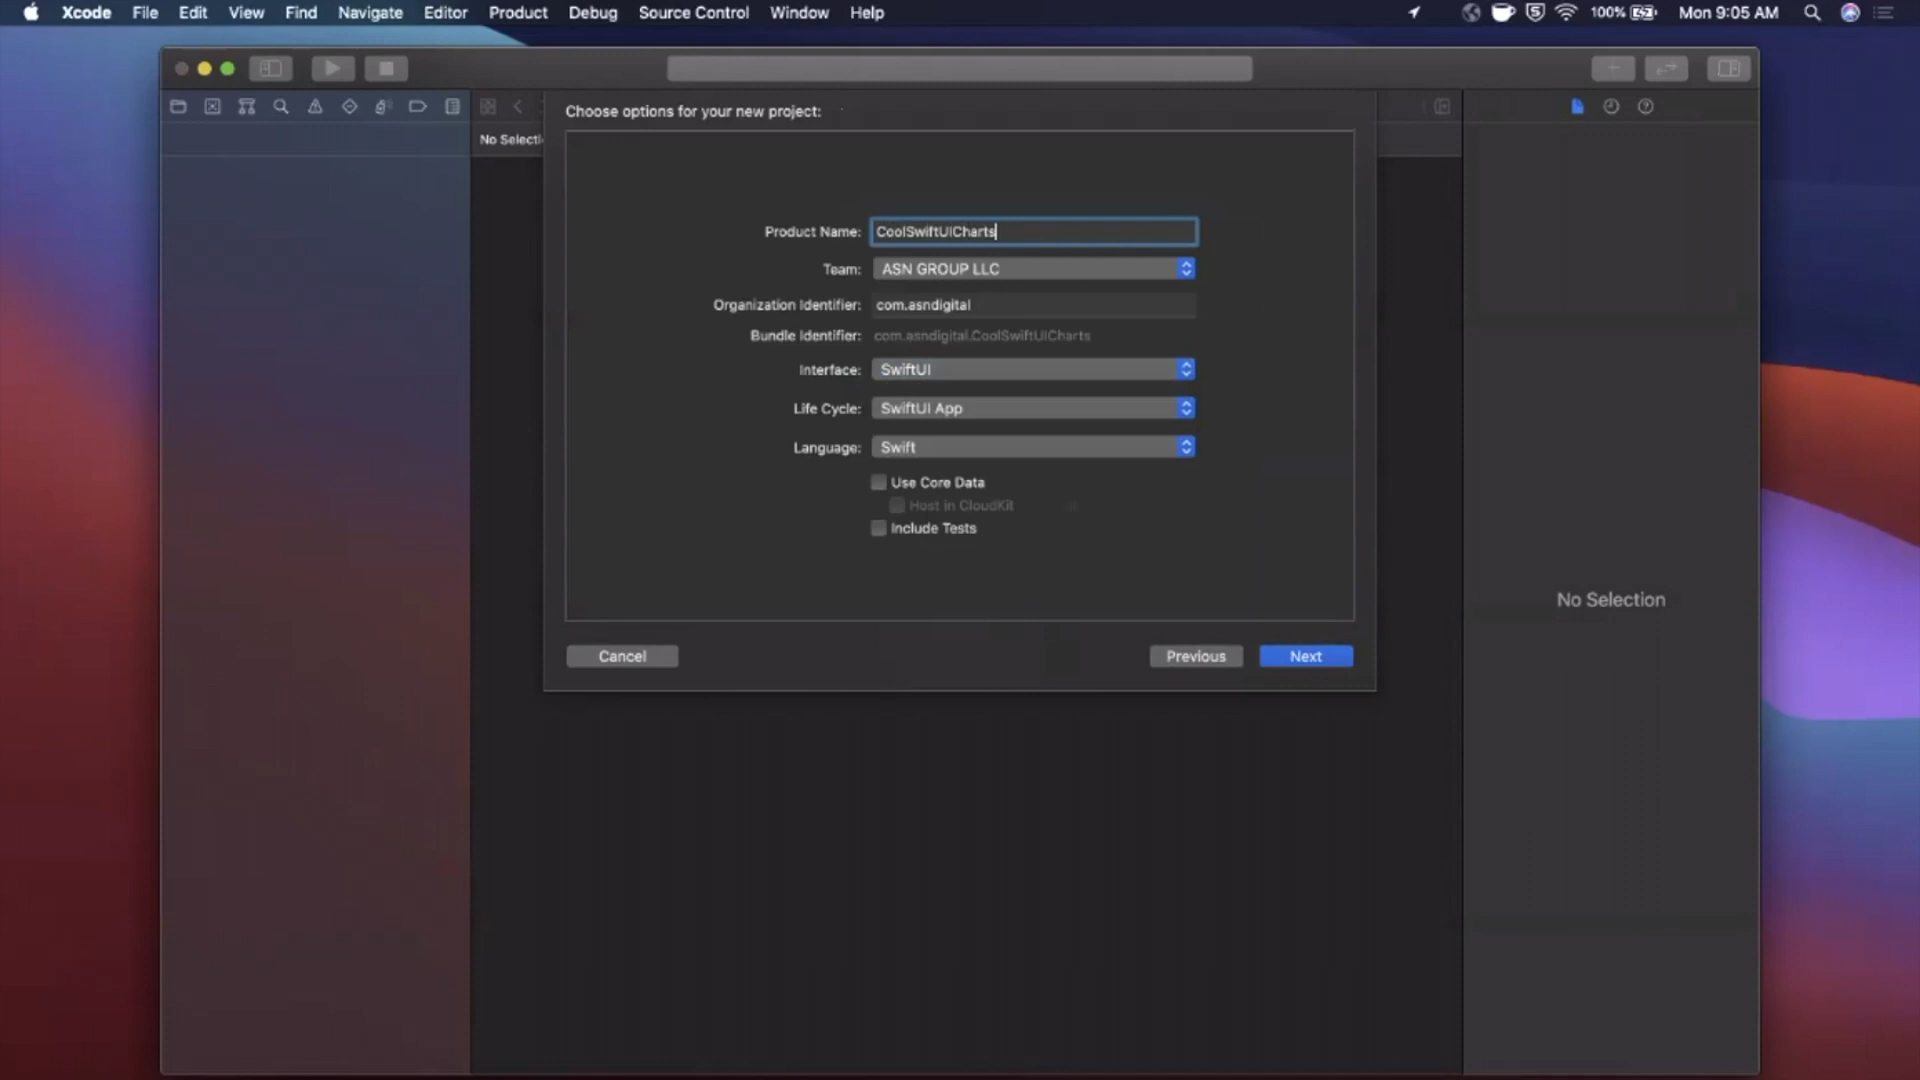 Xcode File Edit View Find Navigate Editor Product Debug Source Control Window Help 100% Mon 9:05 AM
Choose options for your new project:
No Selecti
Product Name: CoolSwiftUICharts
Team: ASN GROUP LLC
Organization Identifier: com.asndigital
Bundle Identifier: com.asndigital.CoolSwiftUICharts
Interface: SwiftUI
Life Cycle: SwiftUI App
Language: Swift
Use Core Data
Host in CloudKit
Include Tests
No Selection
Cancel Previous Next